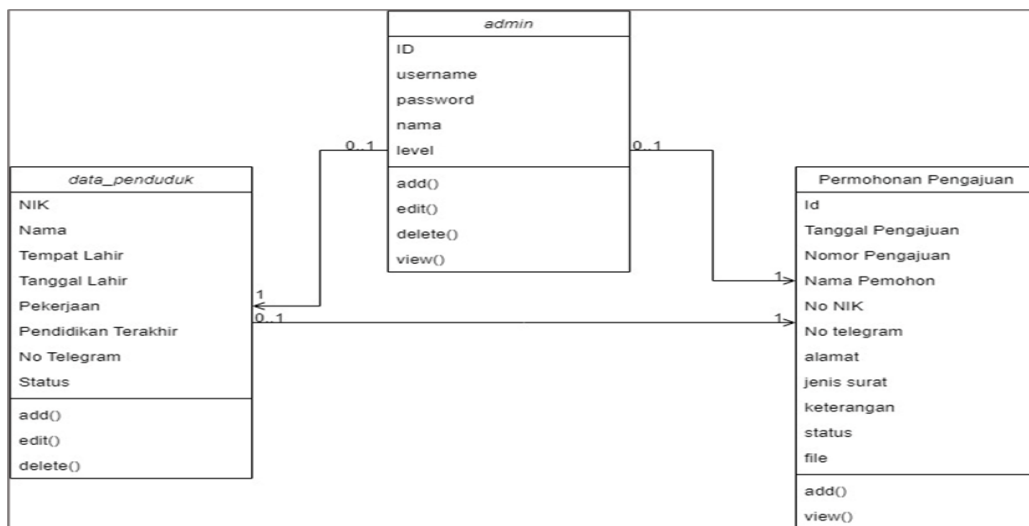 admin
ID
username
password
nama
level
add()
edit()
delete()
view()
0..1
0..1
data_penduduk
NIK
Nama
Tempat Lahir
Tanggal Lahir
Pekerjaan
Pendidikan Terakhir
No Telegram
Status
add()
edit()
delete()
1
0..1
1
1
Permohonan Pengajuan
Id
Tanggal Pengajuan
Nomor Pengajuan
Nama Pemohon
No NIK
No telegram
alamat
jenis surat
keterangan
status
file
add()
view()